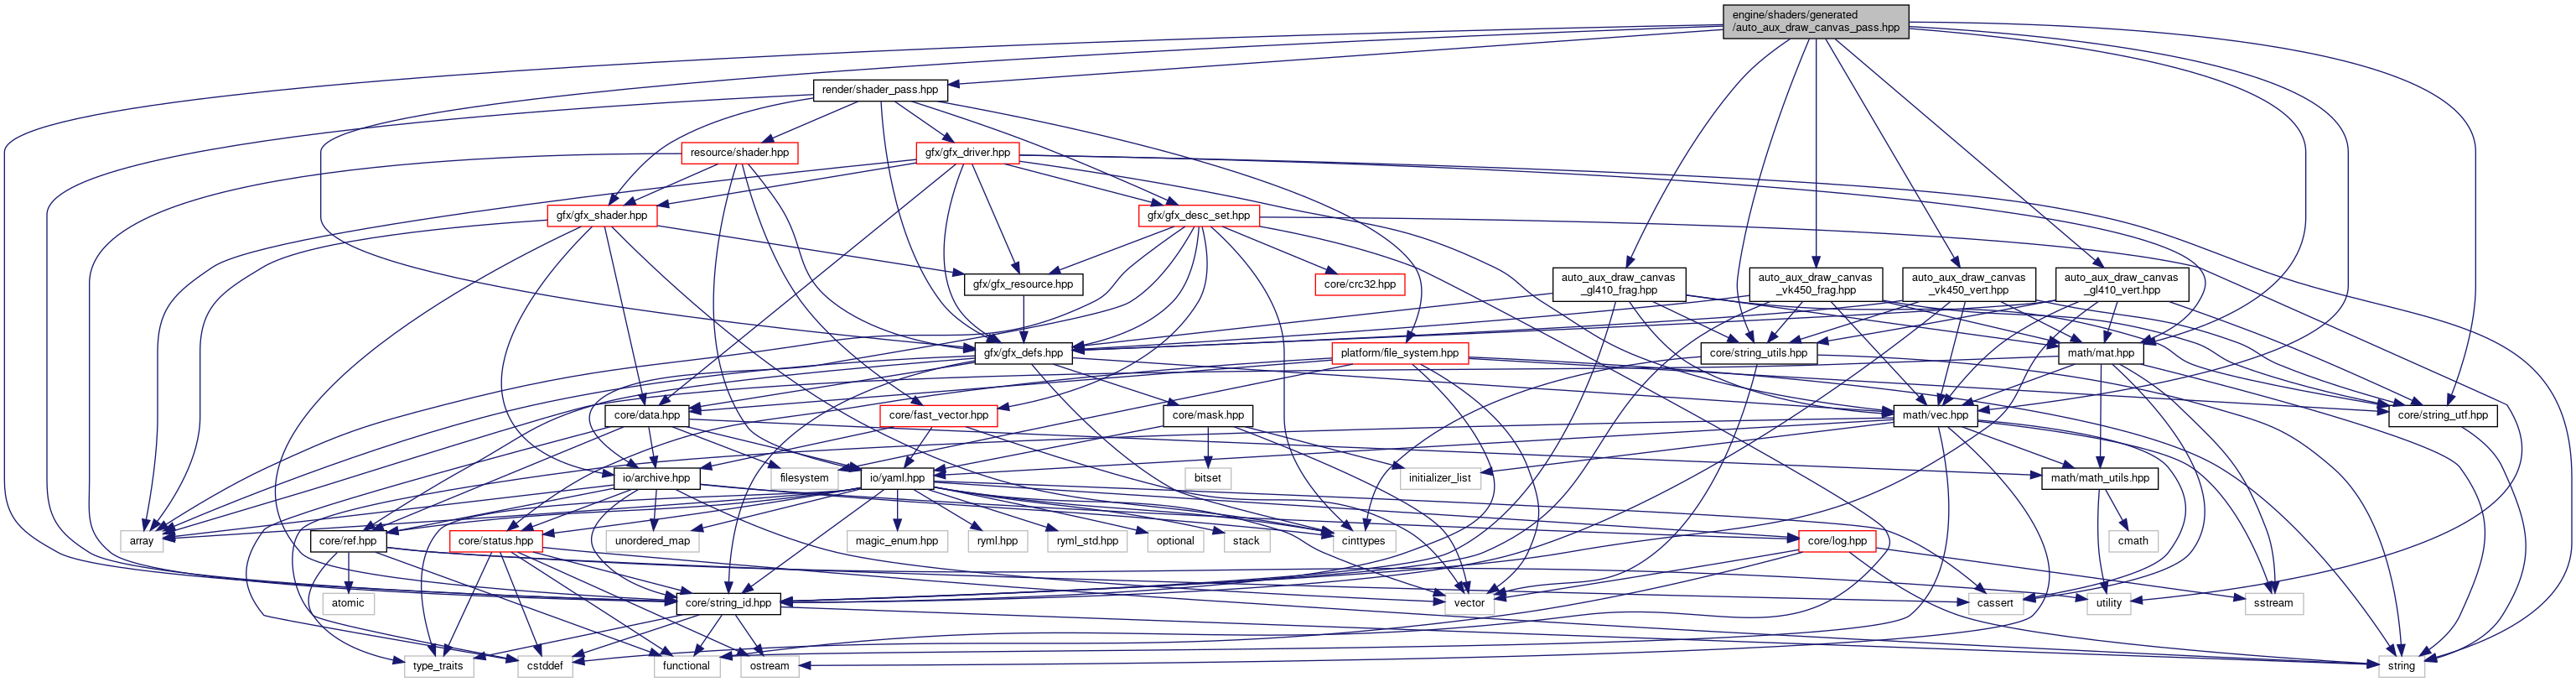 engine/shaders/generated
/auto_aux_draw_canvas_pass.hpp
render/shader_pass.hpp
resource/shader.hpp
gfx/gfx_driver.hpp
gfx/gfx_shader.hpp
gfx/gfx_desc_set.hpp
gfx/gfx_resource.hpp
core/crc32.hpp
auto_aux_draw_canvas
_gl410_frag.hpp
auto_aux_draw_canvas
_vk450_frag.hpp
auto_aux_draw_canvas
_vk450_vert.hpp
auto_aux_draw_canvas
_gl410_vert.hpp
gfx/gfx_defs.hpp
platform/file_system.hpp
core/string_utils.hpp
math/mat.hpp
core/data.hpp
core/fast_vector.hpp
core/mask.hpp
math/vec.hpp
core/string_utf.hpp
io/archive.hpp
filesystem
io/yaml.hpp
bitset
initializer_list
math/math_utils.hpp
array
core/ref.hpp
core/status.hpp
unordered_map
magic_enum.hpp
ryml.hpp
ryml_std.hpp
optional
stack
cinttypes
core/log.hpp
cmath
atomic
core/string_id.hpp
vector
cassert
utility
sstream
type_traits
cstddef
functional
ostream
string